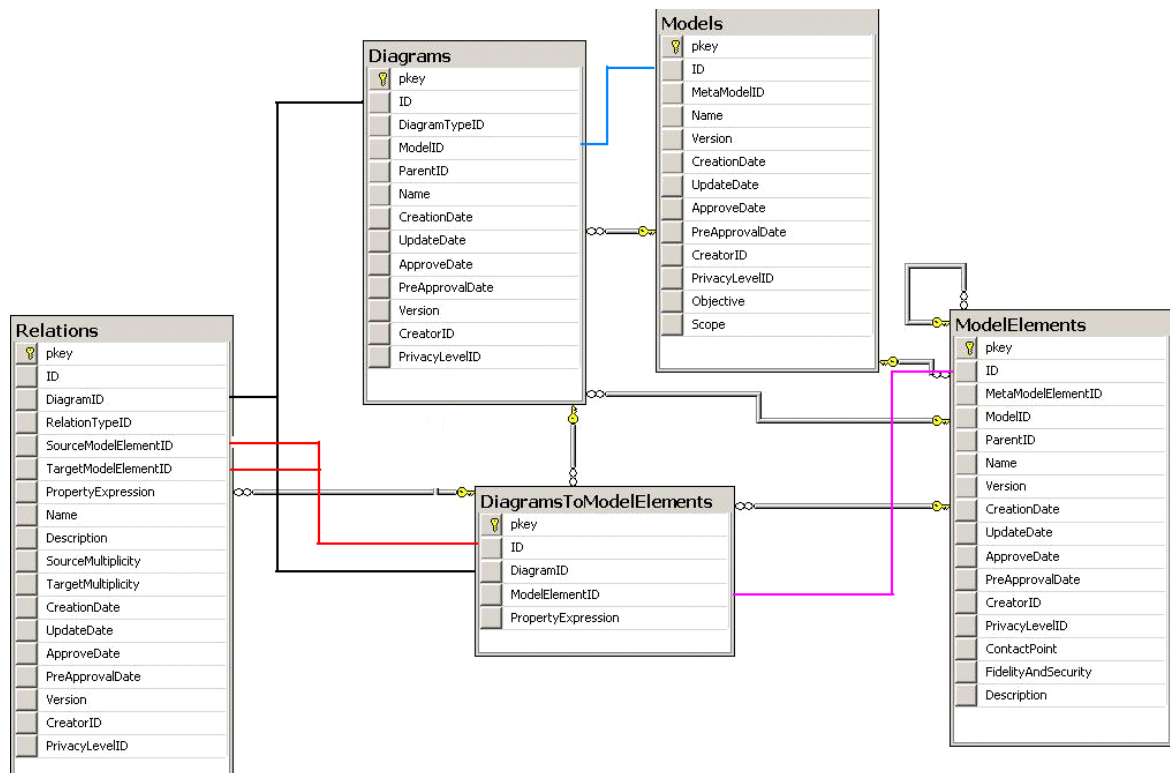 Models
pkey
ID
MetaModelID
Name
Version
CreationDate
UpdateDate
ApproveDate
PreApprovalDate
CreatorID
PrivacyLevelID
Objective
Scope
Diagrams
pkey
ID
DiagramTypeID
ModelID
ParentID
Name
CreationDate
UpdateDate
ApproveDate
PreApprovalDate
Version
CreatorID
PrivacyLevelID
Relations
pkey
ID
DiagramID
RelationTypeID
SourceModelElementID
TargetModelElementID
PropertyExpression
Name
Description
SourceMultiplicity
TargetMultiplicity
CreationDate
UpdateDate
ApproveDate
PreApprovalDate
Version
CreatorID
PrivacyLevelID
DiagramsToModelElements
pkey
ID
DiagramID
ModelElementID
PropertyExpression
ModelElements
pkey
ID
MetaModelElementID
ModelID
ParentID
Name
Version
CreationDate
UpdateDate
ApproveDate
PreApprovalDate
CreatorID
PrivacyLevelID
ContactPoint
FidelityAndSecurity
Description